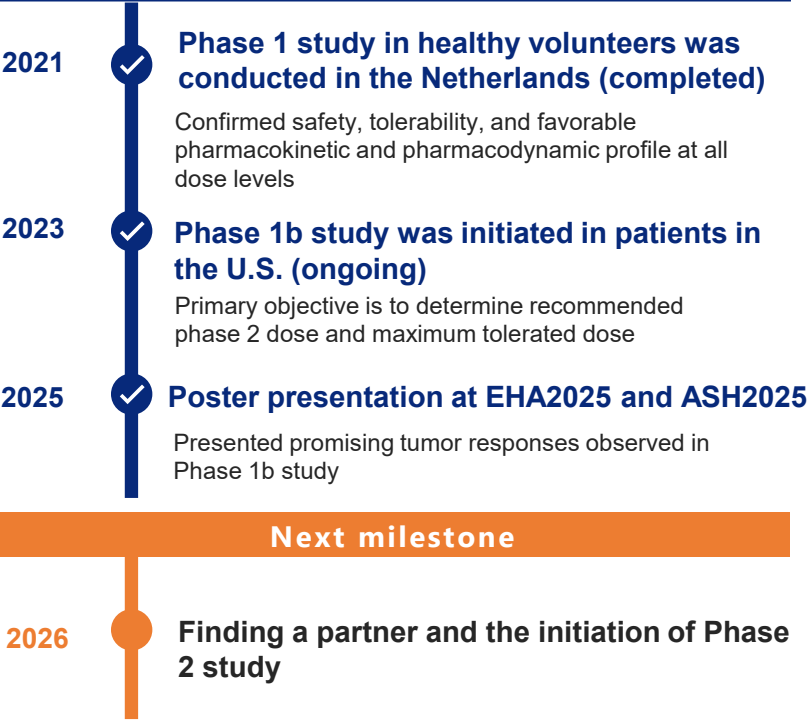 2021
Phase 1 study in healthy volunteers was
conducted in the Netherlands (completed)
Confirmed safety, tolerability, and favorable
pharmacokinetic and pharmacodynamic profile at all
dose levels
2023
Phase 1b study was initiated in patients in
the U.S. (ongoing)
Primary objective is to determine recommended
phase 2 dose and maximum tolerated dose
2025
Poster presentation at EHA2025 and ASH2025
Presented promising tumor responses observed in
Phase 1b study
Next milestone
2026
Finding a partner and the initiation of Phase
2 study